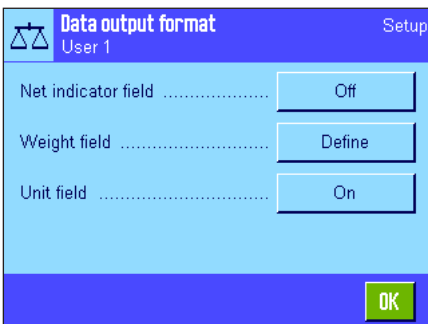 Data output format Setup
User 1
Net indicator field ................... Off
Weight field .......................... Define
Unit field .............................. On
OK